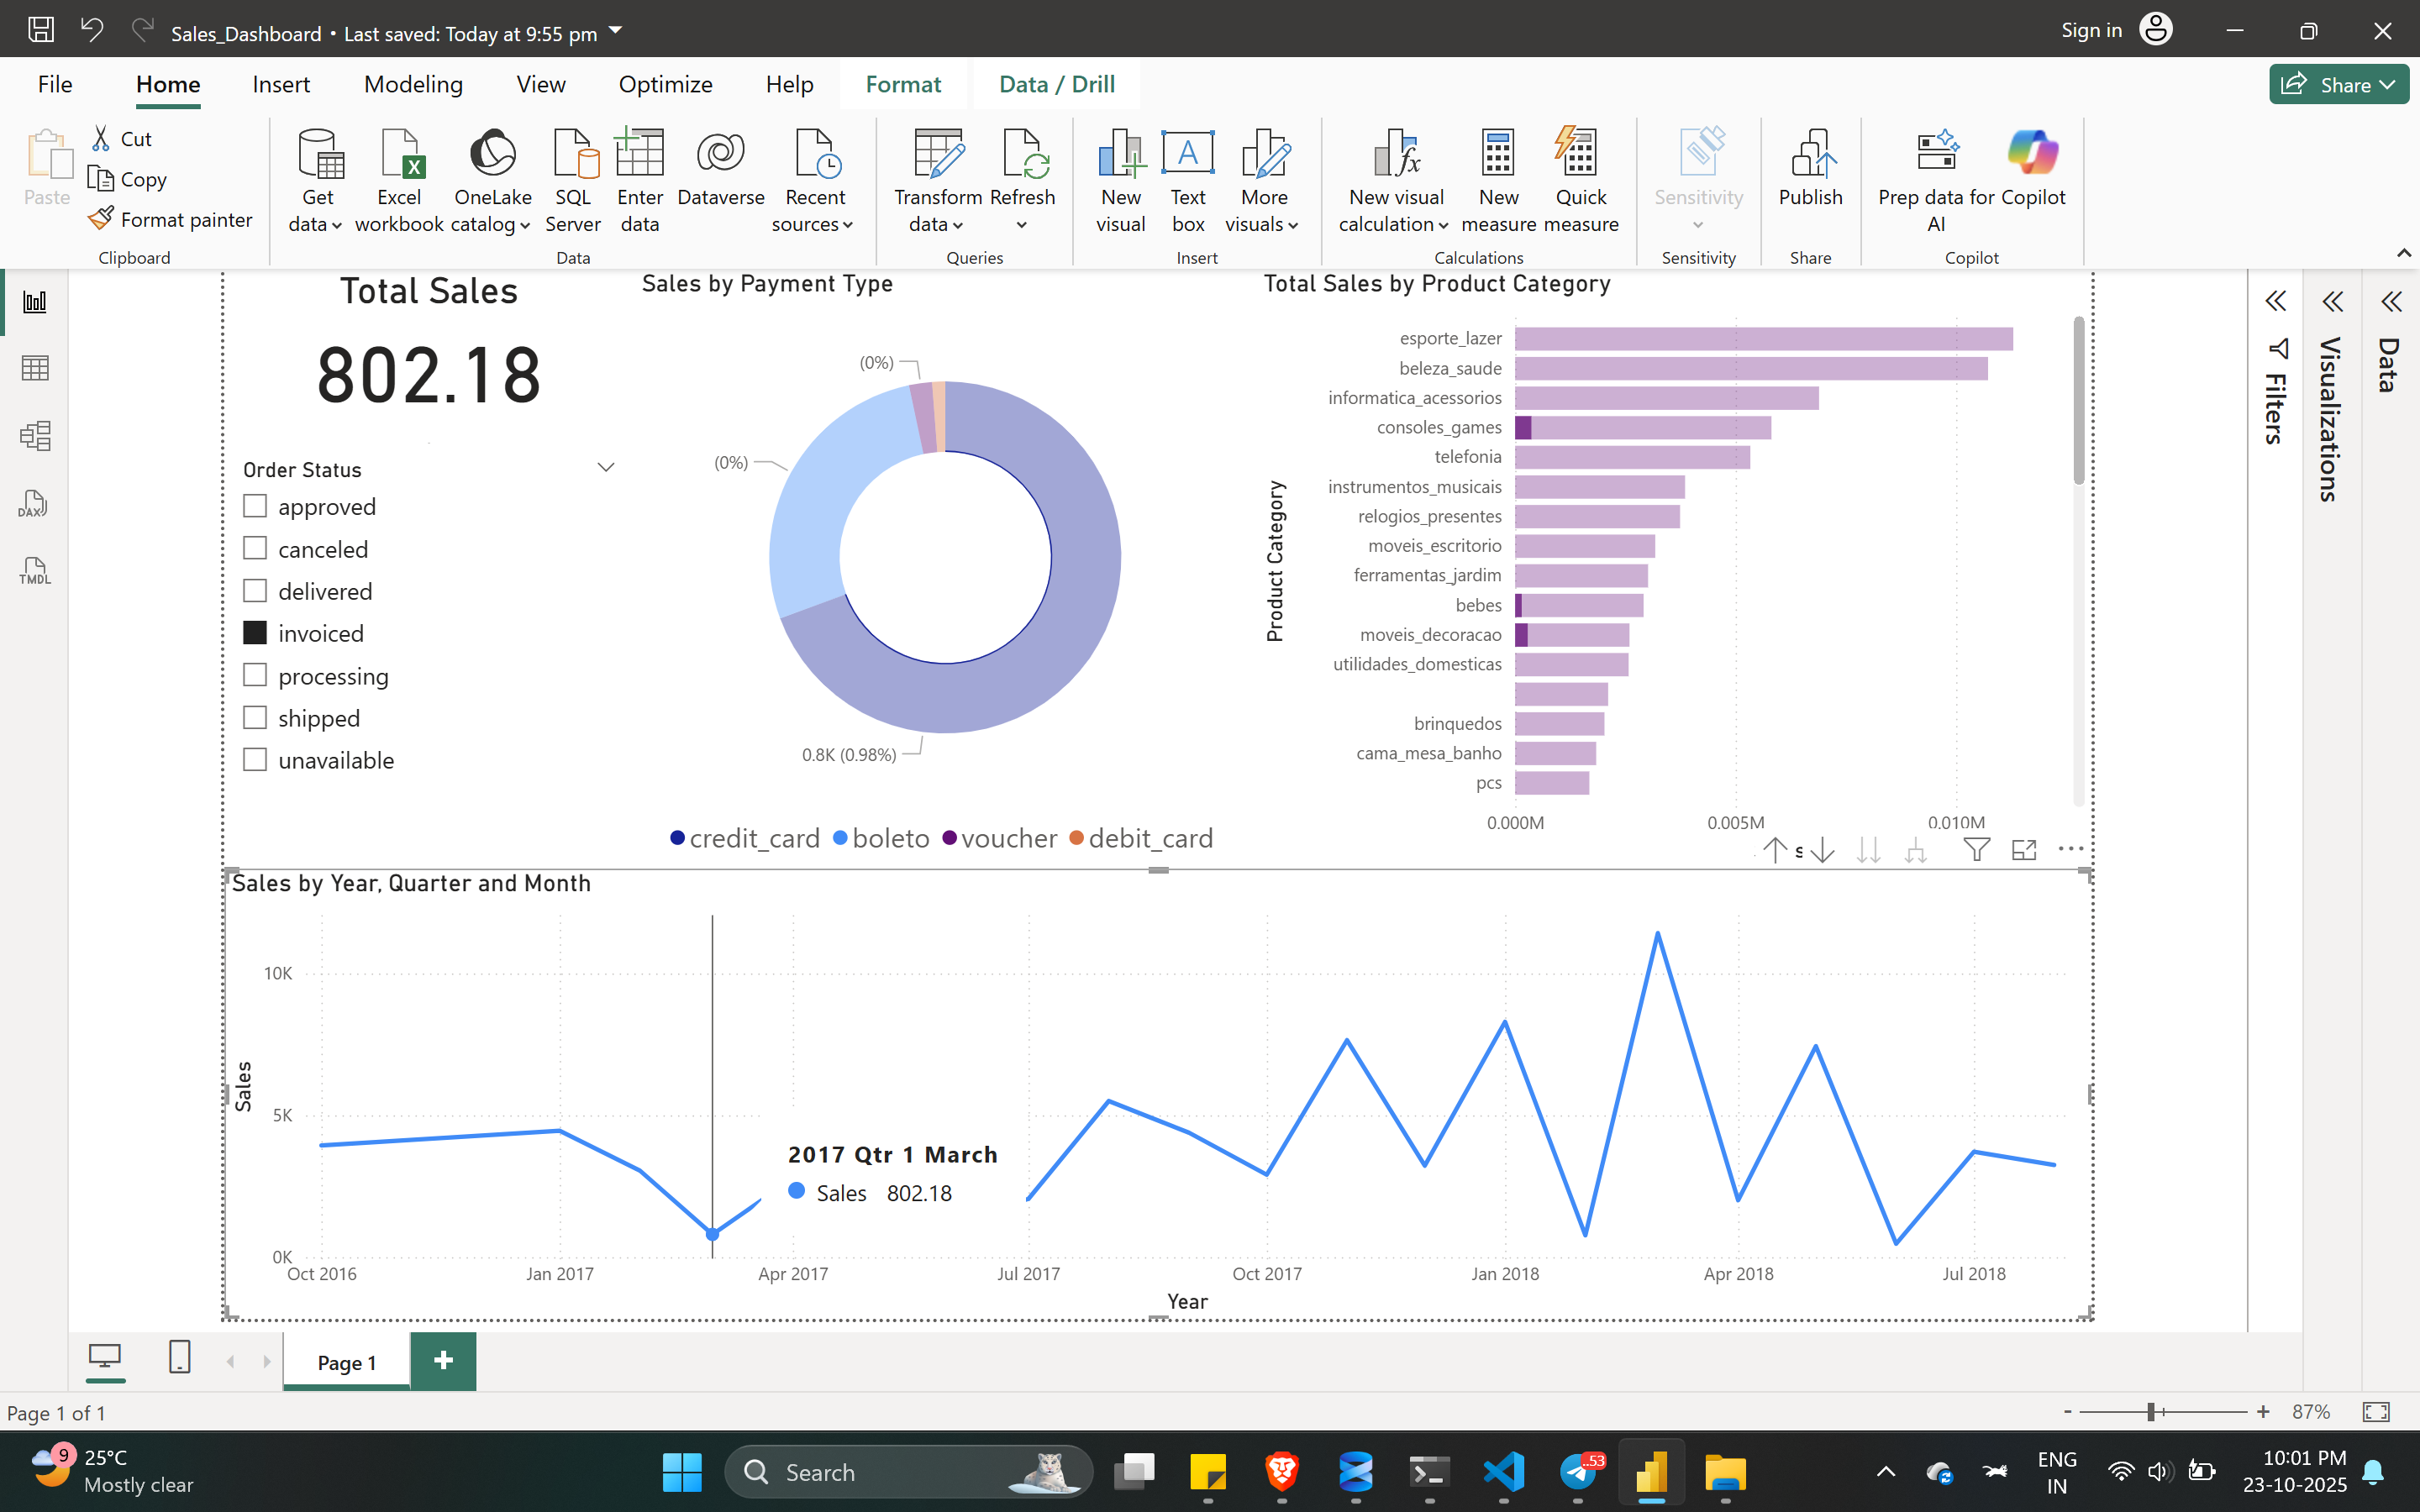 Sales_Dashboard • Last saved: Today at 9:55 pm
Sign in
File Home Insert Modeling View Optimize Help Format Data / Drill
Share
Paste
Cut
Copy
Format painter
Clipboard
Get data
Excel workbook
OneLake catalog
SQL Server
Enter data
Dataverse
Recent sources
Data
Transform data
Refresh
Queries
New visual
Text box
More visuals
Insert
New visual calculation
New measure
Quick measure
Calculations
Sensitivity
Sensitivity
Publish
Share
Prep data for AI
Copilot
Copilot
DAX
TMDL
Total Sales
802.18
Order Status
approved
canceled
delivered
invoiced
processing
shipped
unavailable
Sales by Payment Type
(0%)
(0%)
0.8K (0.98%)
credit_card boleto voucher debit_card
Total Sales by Product Category
Product Category
esporte_lazer
beleza_saude
informatica_acessorios
consoles_games
telefonia
instrumentos_musicais
relogios_presentes
moveis_escritorio
ferramentas_jardim
bebes
moveis_decoracao
utilidades_domesticas
brinquedos
cama_mesa_banho
pcs
0.000M 0.005M 0.010M
Filters
Visualizations
Data
Sales by Year, Quarter and Month
Sales
10K
5K
0K
2017 Qtr 1 March
Sales 802.18
Oct 2016 Jan 2017 Apr 2017 Jul 2017 Oct 2017 Jan 2018 Apr 2018 Jul 2018
Year
Page 1
+
Page 1 of 1
- + 87%
9
25°C
Mostly clear
Search
..53
ENG
IN
10:01 PM
23-10-2025